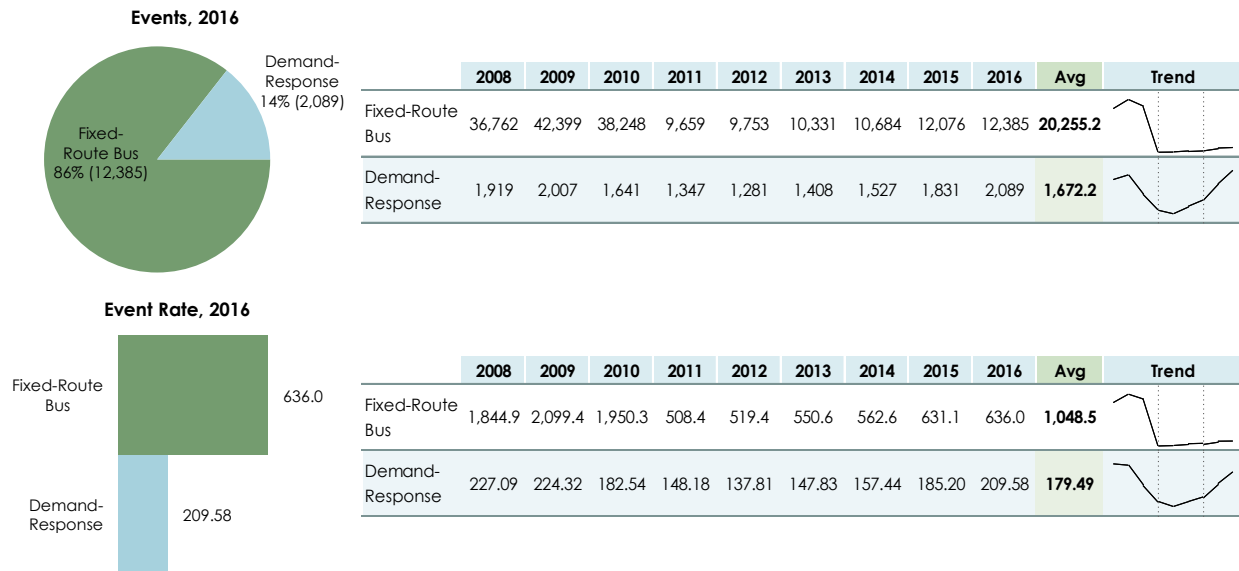 Events, 2016
Demand-
Response
14% (2,089)
Fixed-
Route Bus
86% (12,385)
2008 2009 2010 2011 2012 2013 2014 2015 2016 Avg Trend
Fixed-Route
Bus
36,762 42,399 38,248 9,659 9,753 10,331 10,684 12,076 12,385 20,255.2
Demand-
Response
1,919 2,007 1,641 1,347 1,281 1,408 1,527 1,831 2,089 1,672.2
Event Rate, 2016
Fixed-Route
Bus
636.0
Demand-
Response
209.58
2008 2009 2010 2011 2012 2013 2014 2015 2016 Avg Trend
Fixed-Route
Bus
1,844.9 2,099.4 1,950.3 508.4 519.4 550.6 562.6 631.1 636.0 1,048.5
Demand-
Response
227.09 224.32 182.54 148.18 137.81 147.83 157.44 185.20 209.58 179.49